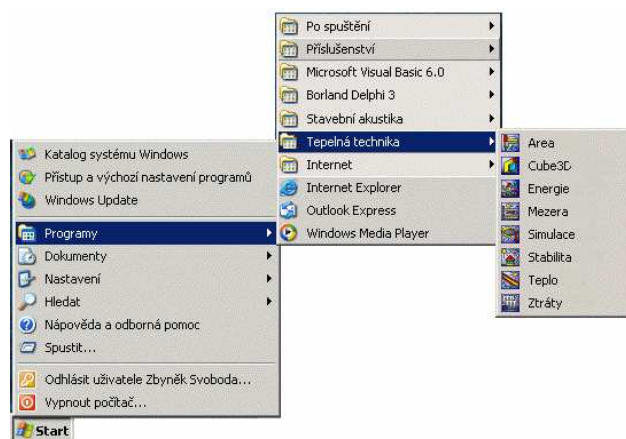 Po spuštění
Příslušenství
Microsoft Visual Basic 6.0
Borland Delphi 3
Stavební akustika
Tepelná technika
Internet
Internet Explorer
Outlook Express
Windows Media Player
Area
Cube3D
Energie
Mezera
Simulace
Stabilita
Teplo
Ztráty
Katalog systému Windows
Přístup a výchozí nastavení programů
Windows Update
Programy
Dokumenty
Nastavení
Hledat
Nápověda a odborná pomoc
Spustit...
Odhlásit uživatele Zbyněk Svoboda...
Vypnout počítač...
Start